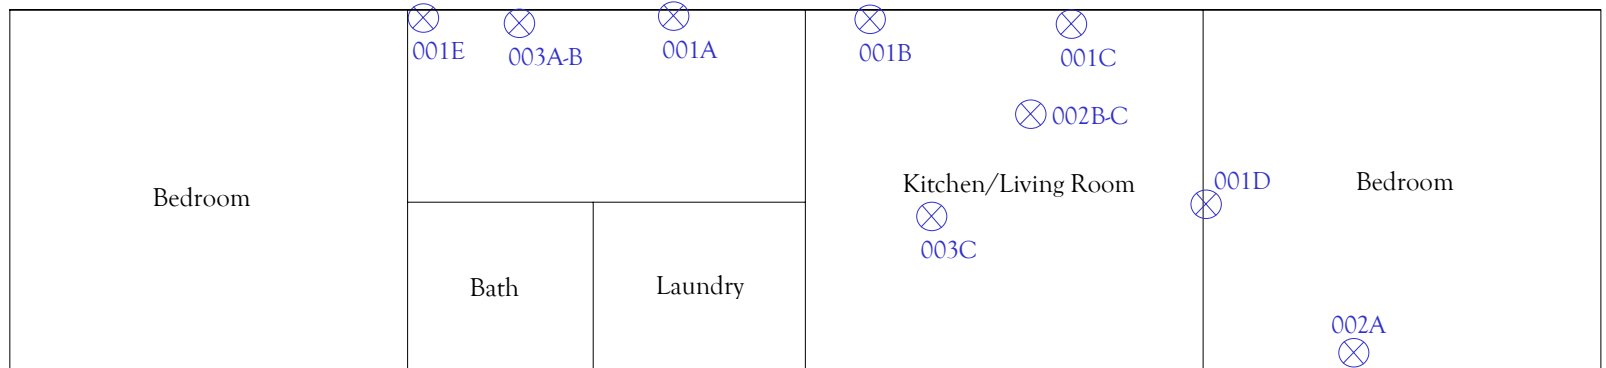 001E
003A-B
001A
001B
001C
002B-C
Bedroom
Kitchen/Living Room
001D
Bedroom
003C
Bath
Laundry
002A